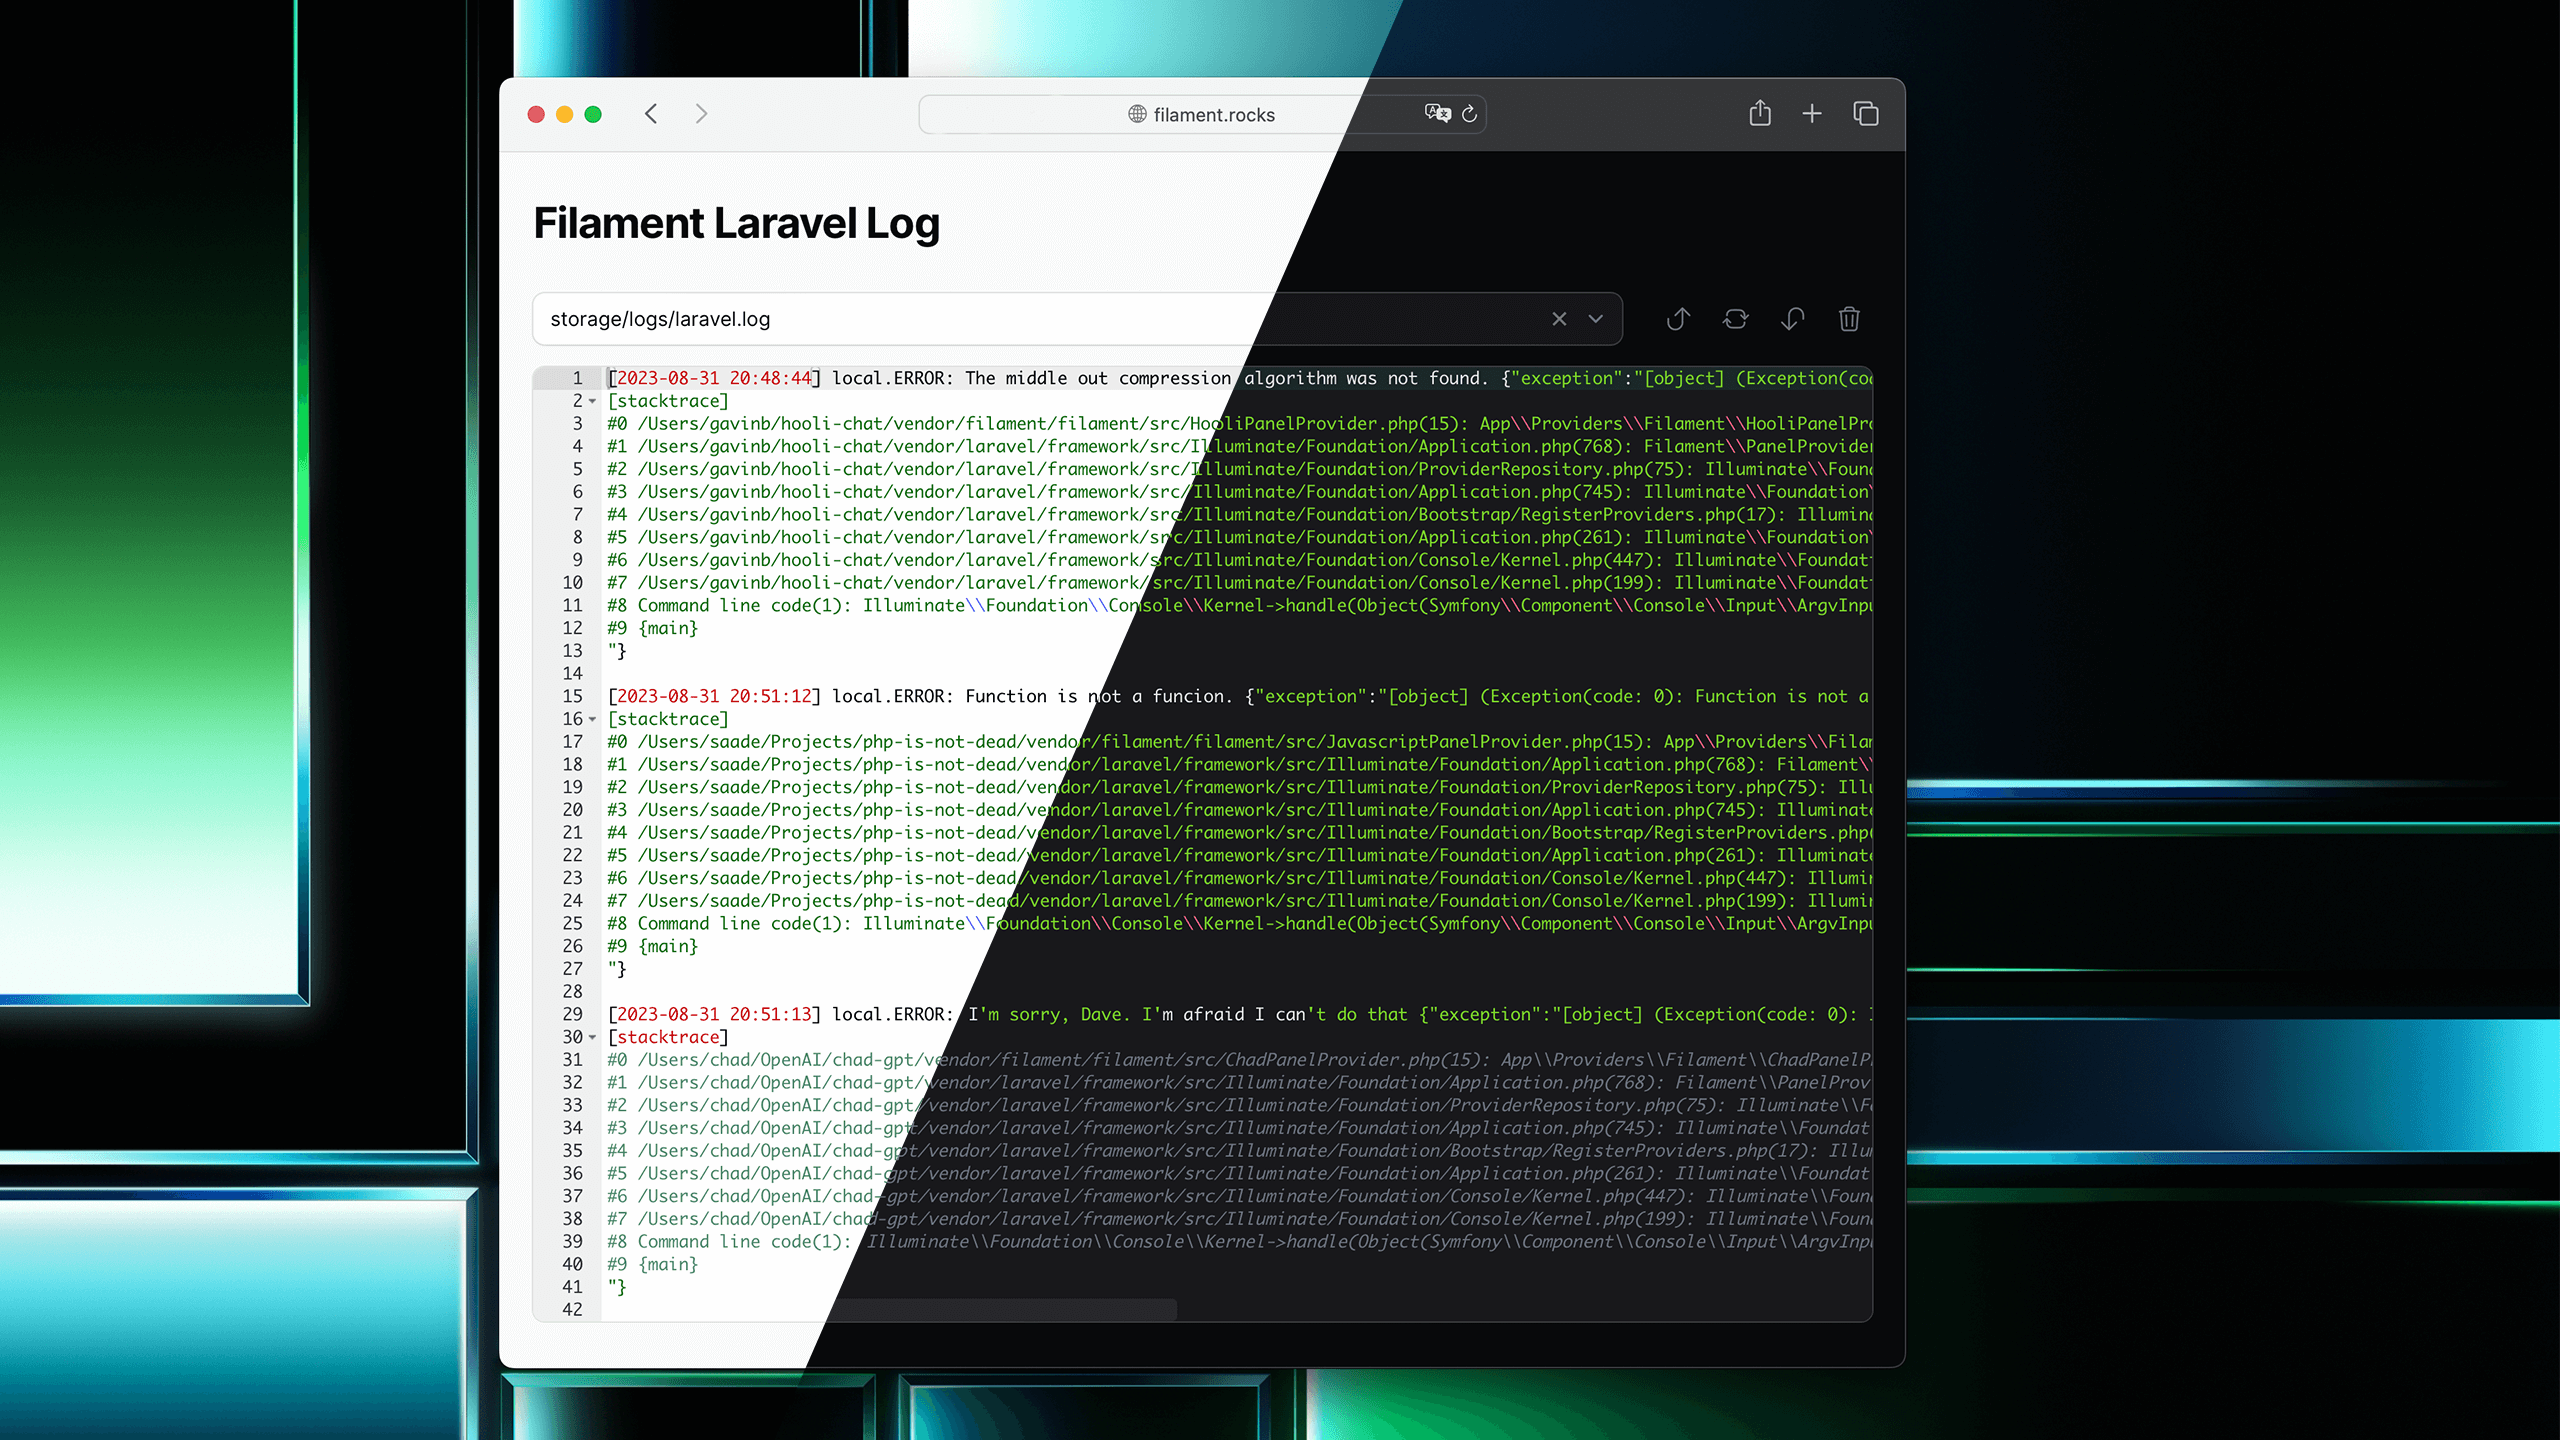 filament.rocks
Filament Laravel Log
storage/logs/laravel.log
1 [2023-08-31 20:48:44] local.ERROR: The middle out compression algorithm was not found. {"exception":"[object] (Exception(co
2 [stacktrace]
3 #0 /Users/gavinb/hooli-chat/vendor/filament/filament/src/HooliPanelProvider.php(15): App\\Providers\\Filament\\HooliPanelPr
4 #1 /Users/gavinb/hooli-chat/vendor/laravel/framework/src/Illuminate/Foundation/Application.php(768): Filament\\PanelProvider
5 #2 /Users/gavinb/hooli-chat/vendor/laravel/framework/src/Illuminate/Foundation/ProviderRepository.php(75): Illuminate\\Foun
6 #3 /Users/gavinb/hooli-chat/vendor/laravel/framework/src/Illuminate/Foundation/Application.php(745): Illuminate\\Foundation\
7 #4 /Users/gavinb/hooli-chat/vendor/laravel/framework/src/Illuminate/Foundation/Bootstrap/RegisterProviders.php(17): Illumin
8 #5 /Users/gavinb/hooli-chat/vendor/laravel/framework/src/Illuminate/Foundation/Application.php(261): Illuminate\\Foundation\
9 #6 /Users/gavinb/hooli-chat/vendor/laravel/framework/src/Illuminate/Foundation/Console/Kernel.php(447): Illuminate\\Foundat
10 #7 /Users/gavinb/hooli-chat/vendor/laravel/framework/src/Illuminate/Foundation/Console/Kernel.php(199): Illuminate\\Foundat
11 #8 Command line code(1): Illuminate\\Foundation\\Console\\Kernel->handle(Object(Symfony\\Component\\Console\\Input\\ArgvInpu
12 #9 {main}
13 "}
14
15 [2023-08-31 20:51:12] local.ERROR: Function is not a funcion. {"exception":"[object] (Exception(code: 0): Function is not a
16 [stacktrace]
17 #0 /Users/saade/Projects/php-is-not-dead/vendor/filament/filament/src/JavascriptPanelProvider.php(15): App\\Providers\\Fila
18 #1 /Users/saade/Projects/php-is-not-dead/vendor/laravel/framework/src/Illuminate/Foundation/Application.php(768): Filament\\
19 #2 /Users/saade/Projects/php-is-not-dead/vendor/laravel/framework/src/Illuminate/Foundation/ProviderRepository.php(75): Illu
20 #3 /Users/saade/Projects/php-is-not-dead/vendor/laravel/framework/src/Illuminate/Foundation/Application.php(745): Illuminate
21 #4 /Users/saade/Projects/php-is-not-dead/vendor/laravel/framework/src/Illuminate/Foundation/Bootstrap/RegisterProviders.php(
22 #5 /Users/saade/Projects/php-is-not-dead/vendor/laravel/framework/src/Illuminate/Foundation/Application.php(261): Illuminate
23 #6 /Users/saade/Projects/php-is-not-dead/vendor/laravel/framework/src/Illuminate/Foundation/Console/Kernel.php(447): Illumin
24 #7 /Users/saade/Projects/php-is-not-dead/vendor/laravel/framework/src/Illuminate/Foundation/Console/Kernel.php(199): Illumin
25 #8 Command line code(1): Illuminate\\Foundation\\Console\\Kernel->handle(Object(Symfony\\Component\\Console\\Input\\ArgvInpu
26 #9 {main}
27 "}
28
29 [2023-08-31 20:51:13] local.ERROR: I'm sorry, Dave. I'm afraid I can't do that {"exception":"[object] (Exception(code: 0): I
30 [stacktrace]
31 #0 /Users/chad/OpenAI/chad-gpt/vendor/filament/filament/src/ChadPanelProvider.php(15): App\\Providers\\Filament\\ChadPanelP
32 #1 /Users/chad/OpenAI/chad-gpt/vendor/laravel/framework/src/Illuminate/Foundation/Application.php(768): Filament\\PanelProv
33 #2 /Users/chad/OpenAI/chad-gpt/vendor/laravel/framework/src/Illuminate/Foundation/ProviderRepository.php(75): Illuminate\\Fo
34 #3 /Users/chad/OpenAI/chad-gpt/vendor/laravel/framework/src/Illuminate/Foundation/Application.php(745): Illuminate\\Foundat
35 #4 /Users/chad/OpenAI/chad-gpt/vendor/laravel/framework/src/Illuminate/Foundation/Bootstrap/RegisterProviders.php(17): Illu
36 #5 /Users/chad/OpenAI/chad-gpt/vendor/laravel/framework/src/Illuminate/Foundation/Application.php(261): Illuminate\\Foundat
37 #6 /Users/chad/OpenAI/chad-gpt/vendor/laravel/framework/src/Illuminate/Foundation/Console/Kernel.php(447): Illuminate\\Foun
38 #7 /Users/chad/OpenAI/chad-gpt/vendor/laravel/framework/src/Illuminate/Foundation/Console/Kernel.php(199): Illuminate\\Foun
39 #8 Command line code(1): Illuminate\\Foundation\\Console\\Kernel->handle(Object(Symfony\\Component\\Console\\Input\\ArgvInpu
40 #9 {main}
41 "}
42